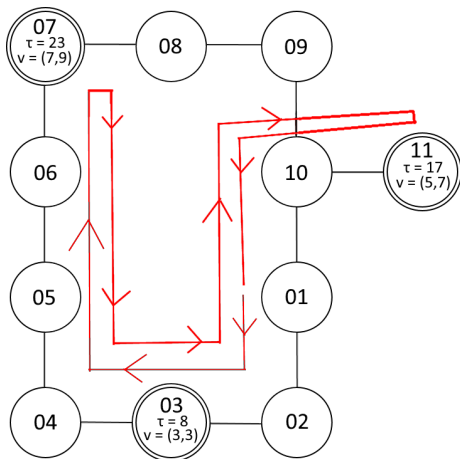 07
τ = 23
v = (7,9)
08
09
06
10
11
τ = 17
v = (5,7)
05
01
04
03
τ = 8
v = (3,3)
02